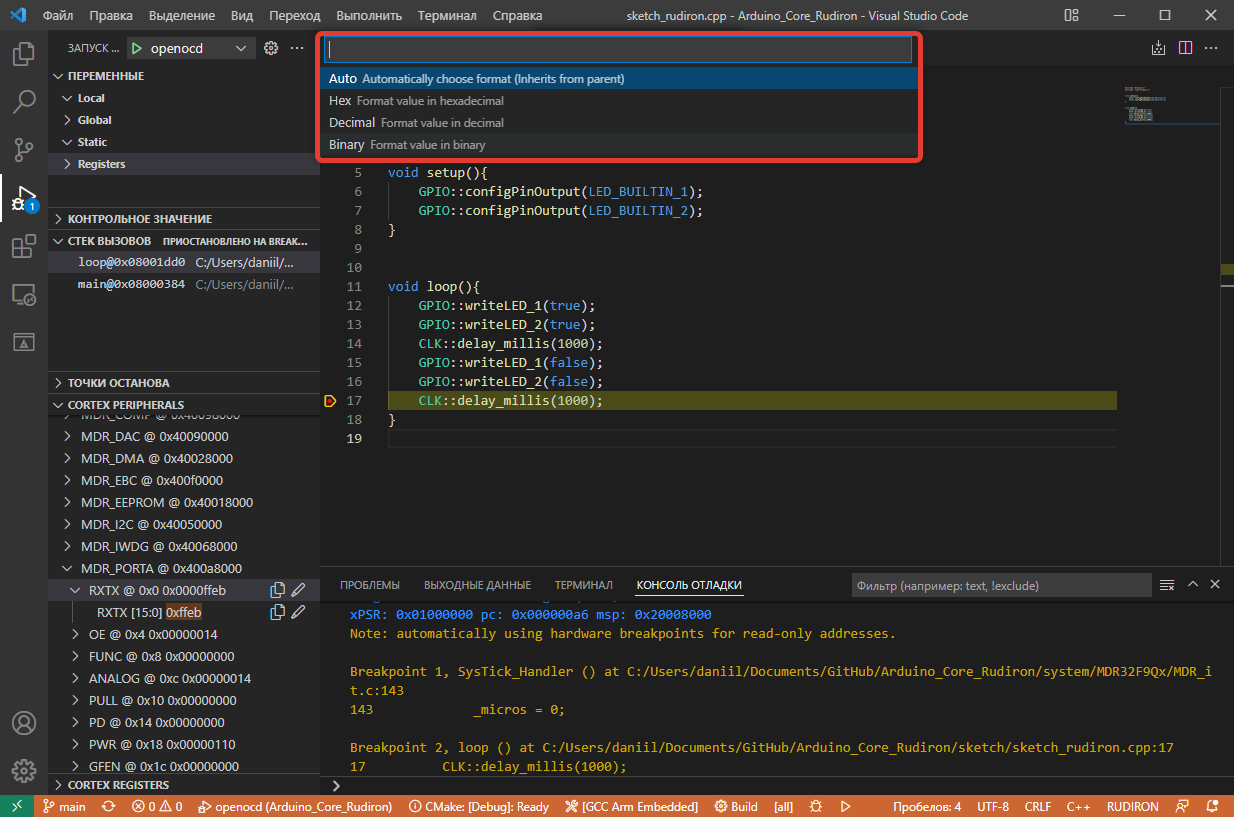 Файл Правка Выделение Вид Переход Выполнить Терминал Справка sketch_rudiron.cpp - Arduino_Core_Rudiron - Visual Studio Code
ЗАПУСК ... openocd
ПЕРЕМЕННЫЕ
Local
Global
Static
Registers
КОНТРОЛЬНОЕ ЗНАЧЕНИЕ
СТЕК ВЫЗОВОВ ПРИОСТАНОВЛЕНО НА BREAK...
loop@0x08001dd0 C:/Users/daniil/...
main@0x08000384 C:/Users/daniil/...
ТОЧКИ ОСТАНОВА
CORTEX PERIPHERALS
MDR_COMP @ 0x40098000
MDR_DAC @ 0x40090000
MDR_DMA @ 0x40028000
MDR_EBC @ 0x400f0000
MDR_EEPROM @ 0x40018000
MDR_I2C @ 0x40050000
MDR_IWDG @ 0x40068000
MDR_PORTA @ 0x400a8000
RXTX @ 0x0 0x0000ffeb
RXTX [15:0] 0xffeb
OE @ 0x4 0x00000014
FUNC @ 0x8 0x00000000
ANALOG @ 0xc 0x00000014
PULL @ 0x10 0x00000000
PD @ 0x14 0x00000000
PWR @ 0x18 0x00000110
GFEN @ 0x1c 0x00000000
CORTEX REGISTERS
1
Auto Automatically choose format (Inherits from parent)
Hex Format value in hexadecimal
Decimal Format value in decimal
Binary Format value in binary
5 void setup(){
6 GPIO::configPinOutput(LED_BUILTIN_1);
7 GPIO::configPinOutput(LED_BUILTIN_2);
8 }
9
10
11 void loop(){
12 GPIO::writeLED_1(true);
13 GPIO::writeLED_2(true);
14 CLK::delay_millis(1000);
15 GPIO::writeLED_1(false);
16 GPIO::writeLED_2(false);
17 CLK::delay_millis(1000);
18 }
19
ПРОБЛЕМЫ ВЫХОДНЫЕ ДАННЫЕ ТЕРМИНАЛ КОНСОЛЬ ОТЛАДКИ Фильтр (например: text, !exclude)
xPSR: 0x01000000 pc: 0x000000a6 msp: 0x20008000
Note: automatically using hardware breakpoints for read-only addresses.
Breakpoint 1, SysTick_Handler () at C:/Users/daniil/Documents/GitHub/Arduino_Core_Rudiron/system/MDR32F9Qx/MDR_i
t.c:143
143 _micros = 0;
Breakpoint 2, loop () at C:/Users/daniil/Documents/GitHub/Arduino_Core_Rudiron/sketch/sketch_rudiron.cpp:17
17 CLK::delay_millis(1000);
main 0 0 openocd (Arduino_Core_Rudiron) CMake: [Debug]: Ready [GCC Arm Embedded] Build [all] Пробелов: 4 UTF-8 CRLF C++ RUDIRON